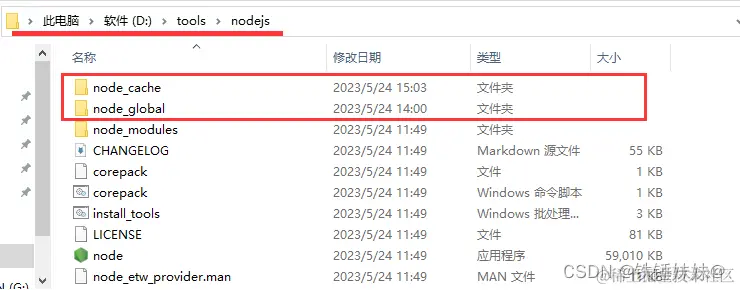 此电脑 > 软件 (D:) > tools > nodejs
名称 修改日期 类型 大小
node_cache 2023/5/24 15:03 文件夹
node_global 2023/5/24 14:00 文件夹
node_modules 2023/5/24 11:49 文件夹
CHANGELOG 2023/5/24 11:49 Markdown 源文件 55 KB
corepack 2023/5/24 11:49 文件 1 KB
corepack 2023/5/24 11:49 Windows 命令脚本 1 KB
install_tools 2023/5/24 11:49 Windows 批处理... 3 KB
LICENSE 2023/5/24 11:49 文件 81 KB
node 2023/5/24 11:49 应用程序 59,010 KB
node_etw_provider.man 2023/5/24 11:49 MAN 文件
CSDN @铁锤妹妹@
N (G:)